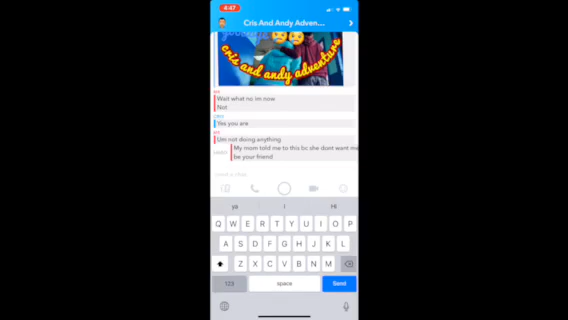 4:47
Cris And Andy Adven...
cris and andy adventure
ME
Wait what no im now
Not
Yes you are
ME
Um not doing anything
My mom told me to this bc she dont want me
be your friend
ya I Hi
Q W E R T Y U I O P
A S D F G H J K L
Z X C V B N M
123 space Send